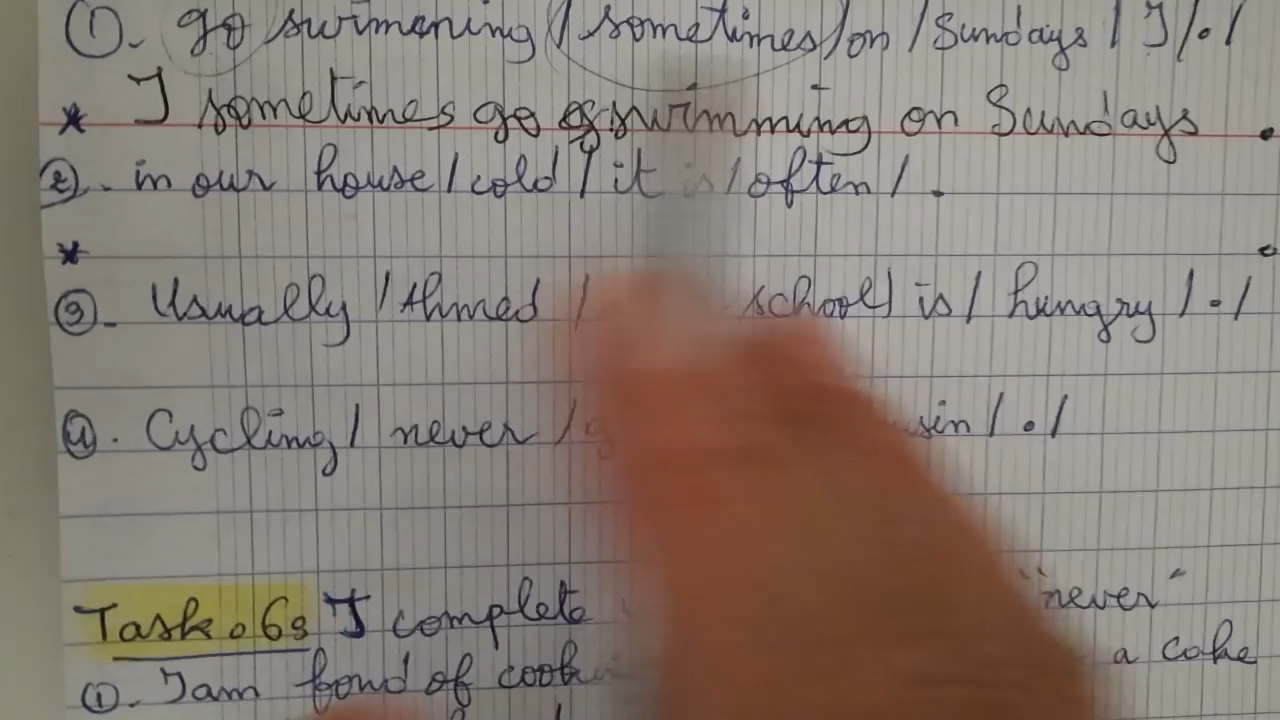 ①. go swimening / sometimes / on / Sundays / I / . /
* I sometimes go swimming on Sundays .
②. in our house / cold / it is / often / .
* .
③. Usually / Ahmed / school / is / hungry / . /
④. Cycling / never / / . /
Task 06: I complete "never"
①. I am fond of a cake